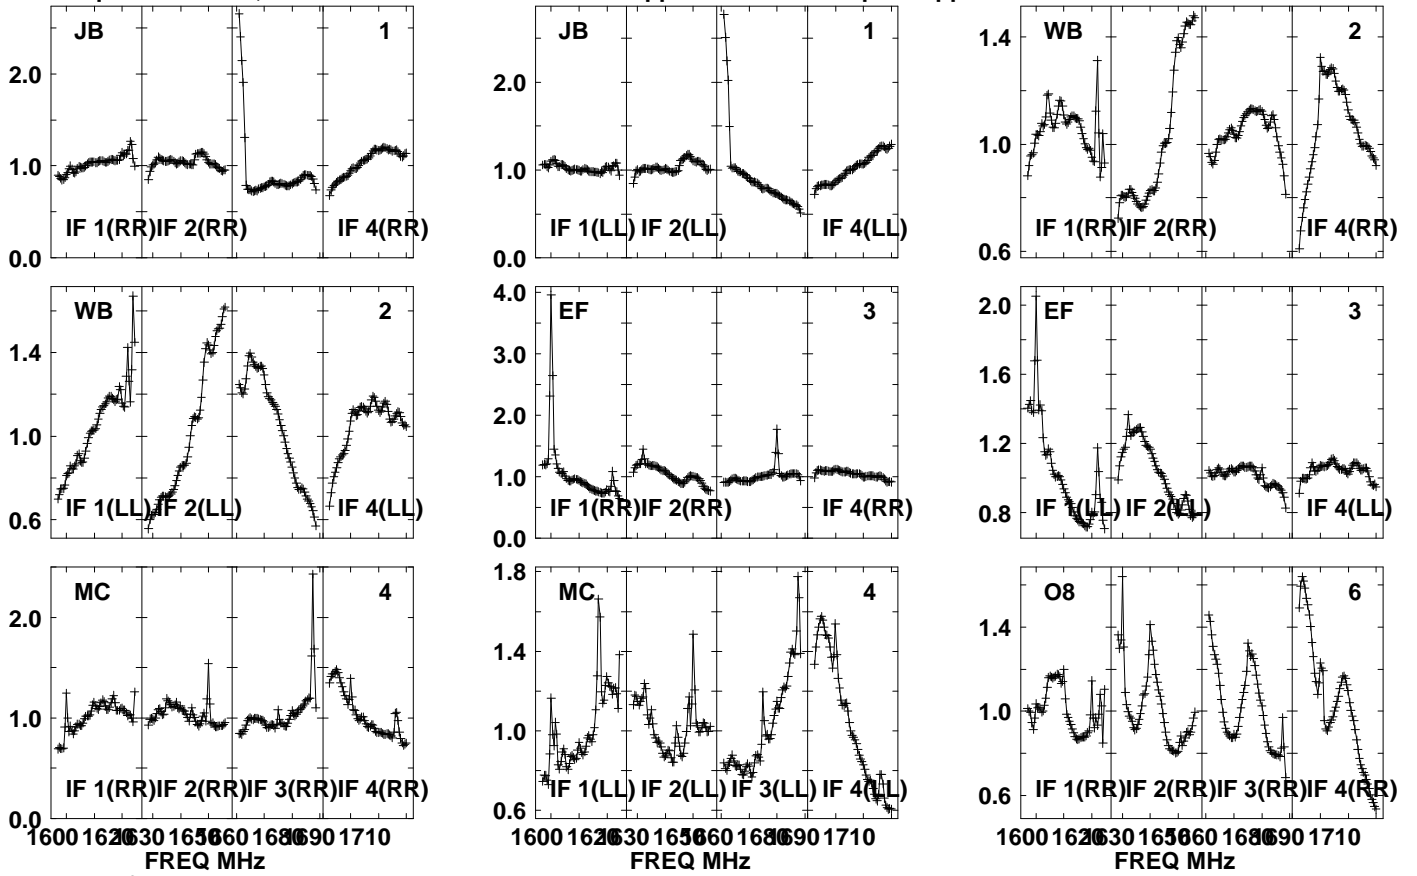 JB 1
2.0
1.0
0.0
IF 1(RR) IF 2(RR) IF 4(RR)
JB 1
2.0
1.0
0.0
IF 1(LL) IF 2(LL) IF 4(LL)
WB 2
1.4
1.0
0.6
IF 1(RR) IF 2(RR) IF 4(RR)
WB 2
1.4
1.0
0.6
IF 1(LL) IF 2(LL) IF 4(LL)
EF 3
4.0
3.0
2.0
1.0
0.0
IF 1(RR) IF 2(RR) IF 4(RR)
EF 3
2.0
1.6
1.2
0.8
IF 1(LL) IF 2(LL) IF 4(LL)
MC 4
2.0
1.0
0.0
IF 1(RR) IF 2(RR) IF 3(RR) IF 4(RR)
1600 1620 1630 1650 1660 1680 1690 1710
FREQ MHz
MC 4
1.8
1.4
1.0
0.6
IF 1(LL) IF 2(LL) IF 3(LL) IF 4(LL)
1600 1620 1630 1650 1660 1680 1690 1710
FREQ MHz
O8 6
1.4
1.0
0.6
IF 1(RR) IF 2(RR) IF 3(RR) IF 4(RR)
1600 1620 1630 1650 1660 1680 1690 1710
FREQ MHz